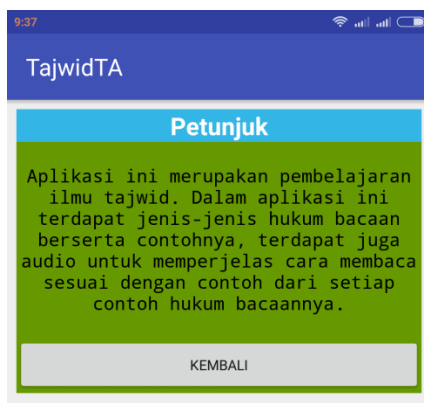 9:37
TajwidTA
Petunjuk
Aplikasi ini merupakan pembelajaran
ilmu tajwid. Dalam aplikasi ini
terdapat jenis-jenis hukum bacaan
berserta contohnya, terdapat juga
audio untuk memperjelas cara membaca
sesuai dengan contoh dari setiap
contoh hukum bacaannya.
KEMBALI